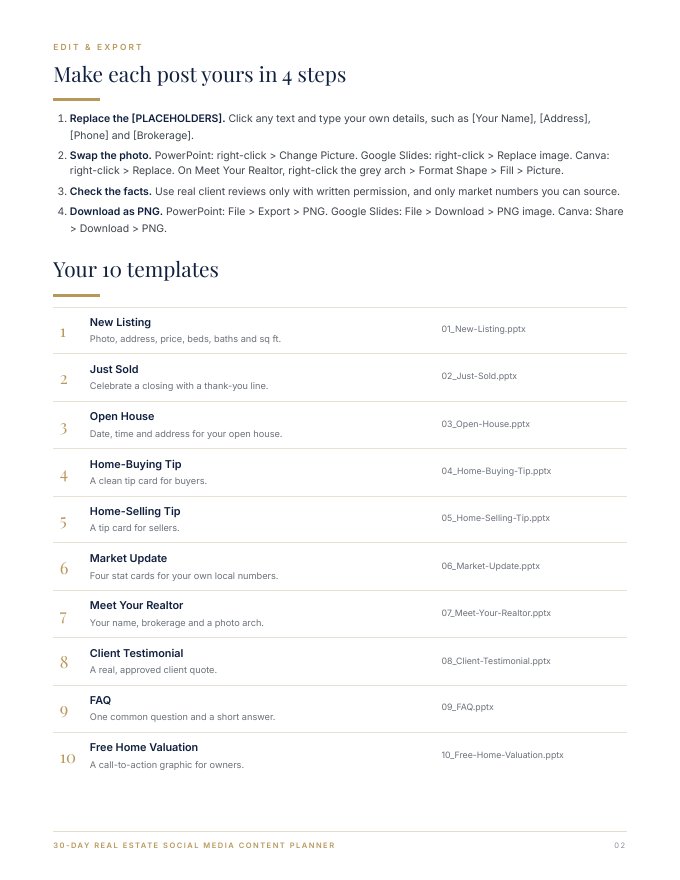 EDIT & EXPORT
Make each post yours in 4 steps
1. Replace the [PLACEHOLDERS]. Click any text and type your own details, such as [Your Name], [Address],
[Phone] and [Brokerage].
2. Swap the photo. PowerPoint: right-click > Change Picture. Google Slides: right-click > Replace image. Canva:
right-click > Replace. On Meet Your Realtor, right-click the grey arch > Format Shape > Fill > Picture.
3. Check the facts. Use real client reviews only with written permission, and only market numbers you can source.
4. Download as PNG. PowerPoint: File > Export > PNG. Google Slides: File > Download > PNG image. Canva: Share
> Download > PNG.
Your 10 templates
1 New Listing 01_New-Listing.pptx
Photo, address, price, beds, baths and sq ft.
2 Just Sold 02_Just-Sold.pptx
Celebrate a closing with a thank-you line.
3 Open House 03_Open-House.pptx
Date, time and address for your open house.
4 Home-Buying Tip 04_Home-Buying-Tip.pptx
A clean tip card for buyers.
5 Home-Selling Tip 05_Home-Selling-Tip.pptx
A tip card for sellers.
6 Market Update 06_Market-Update.pptx
Four stat cards for your own local numbers.
7 Meet Your Realtor 07_Meet-Your-Realtor.pptx
Your name, brokerage and a photo arch.
8 Client Testimonial 08_Client-Testimonial.pptx
A real, approved client quote.
9 FAQ 09_FAQ.pptx
One common question and a short answer.
10 Free Home Valuation 10_Free-Home-Valuation.pptx
A call-to-action graphic for owners.
30-DAY REAL ESTATE SOCIAL MEDIA CONTENT PLANNER 02